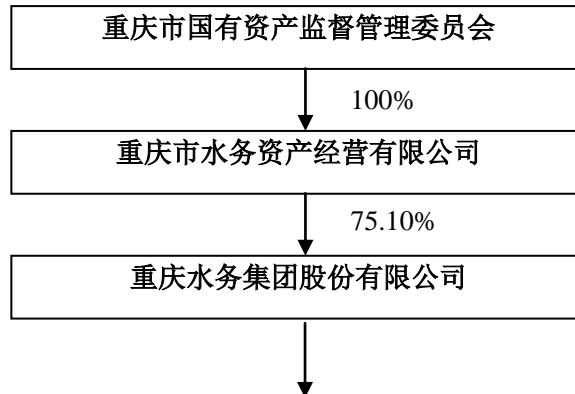 重庆市国有资产监督管理委员会
100%
重庆市水务资产经营有限公司
75.10%
重庆水务集团股份有限公司